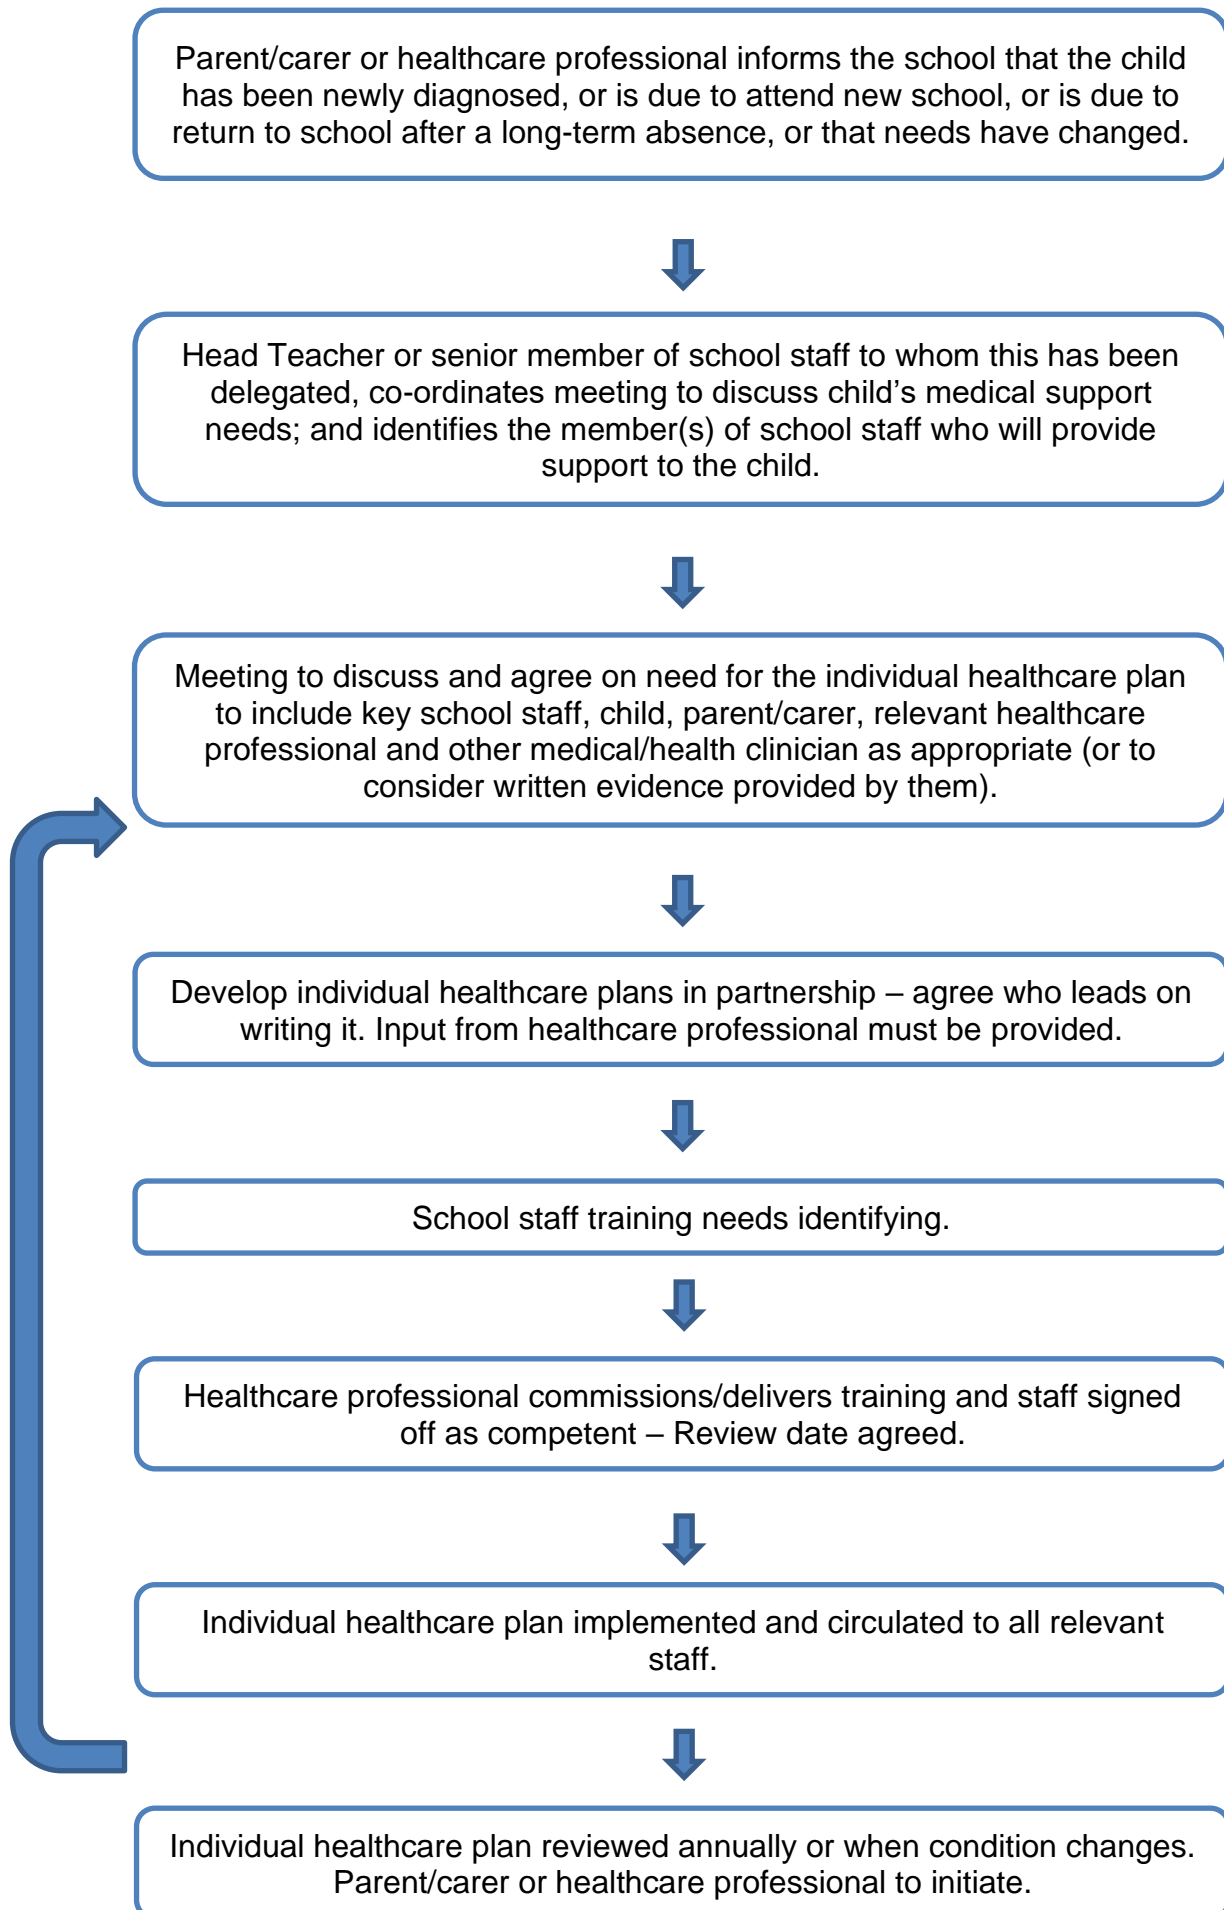 Parent/carer or healthcare professional informs the school that the child
has been newly diagnosed, or is due to attend new school, or is due to
return to school after a long-term absence, or that needs have changed.
Head Teacher or senior member of school staff to whom this has been
delegated, co-ordinates meeting to discuss child’s medical support
needs; and identifies the member(s) of school staff who will provide
support to the child.
Meeting to discuss and agree on need for the individual healthcare plan
to include key school staff, child, parent/carer, relevant healthcare
professional and other medical/health clinician as appropriate (or to
consider written evidence provided by them).
Develop individual healthcare plans in partnership – agree who leads on
writing it. Input from healthcare professional must be provided.
School staff training needs identifying.
Healthcare professional commissions/delivers training and staff signed
off as competent – Review date agreed.
Individual healthcare plan implemented and circulated to all relevant
staff.
Individual healthcare plan reviewed annually or when condition changes.
Parent/carer or healthcare professional to initiate.